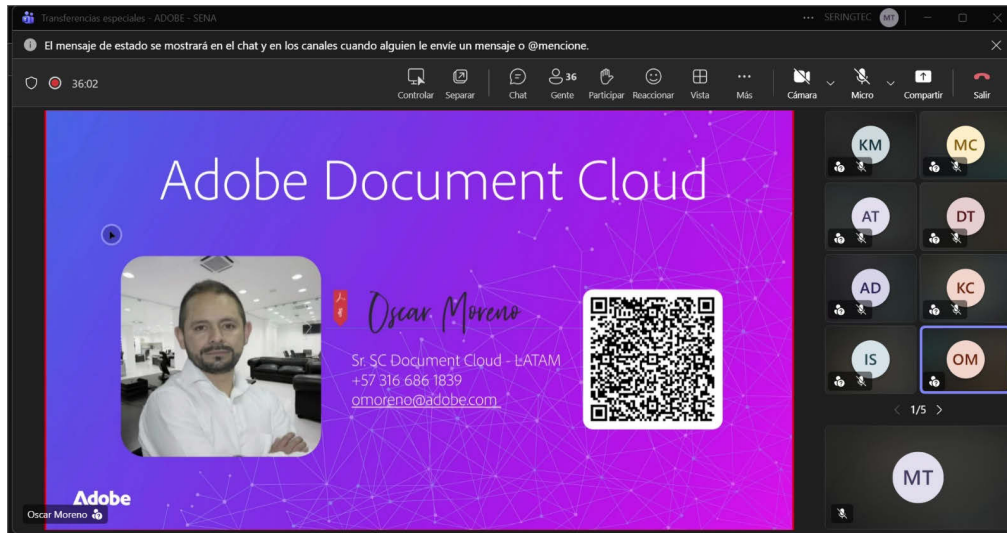 Transferencias especiales - ADOBE - SENA
SERINGTEC MT
El mensaje de estado se mostrará en el chat y en los canales cuando alguien le envíe un mensaje o @mencione.
36:02
Controlar Separar Chat 36 Gente Participar Reaccionar Vista Más Cámara Micro Compartir Salir
Adobe Document Cloud
Oscar Moreno
Sr. SC Document Cloud - LATAM
+57 316 686 1839
omoreno@adobe.com
Adobe
Oscar Moreno
KM MC
AT DT
AD KC
IS OM
1/5
MT